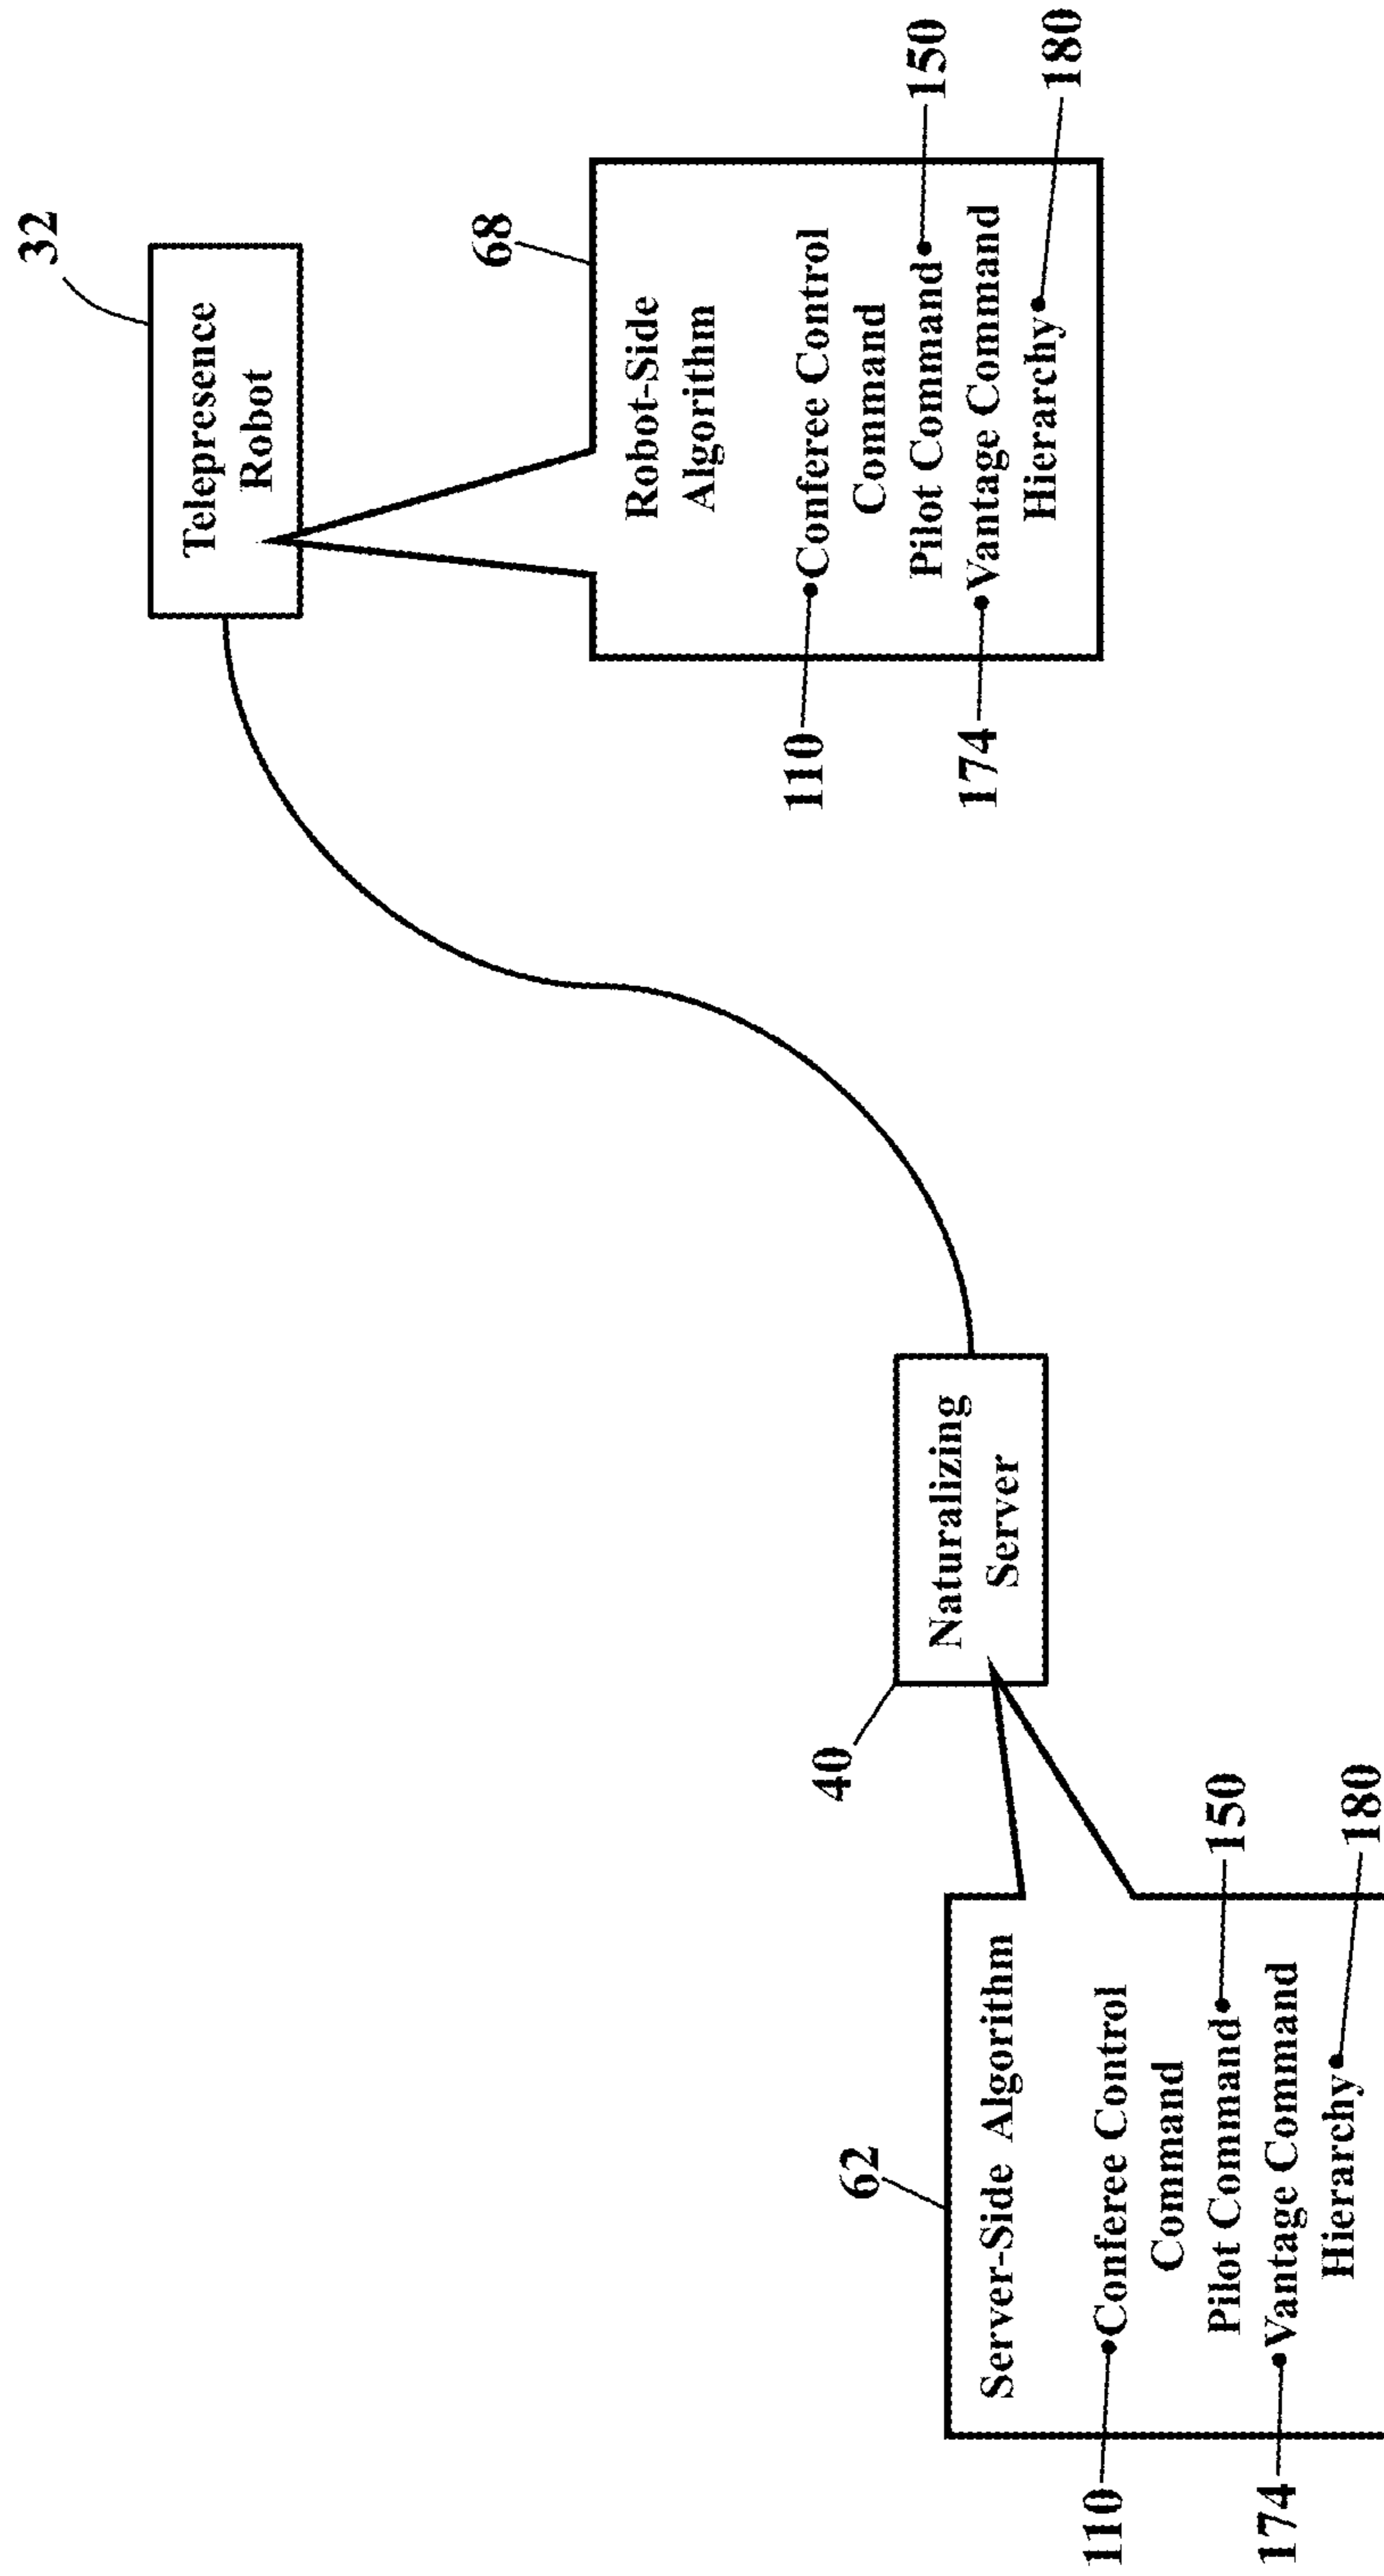 32
Telepresence
Robot
68
Robot-Side
Algorithm
110
Conferee Control
Command
Pilot Command
150
174
Vantage Command
Hierarchy
180
40
Naturalizing
Server
62
Server-Side Algorithm
110
Conferee Control
Command
Pilot Command
150
174
Vantage Command
Hierarchy
180